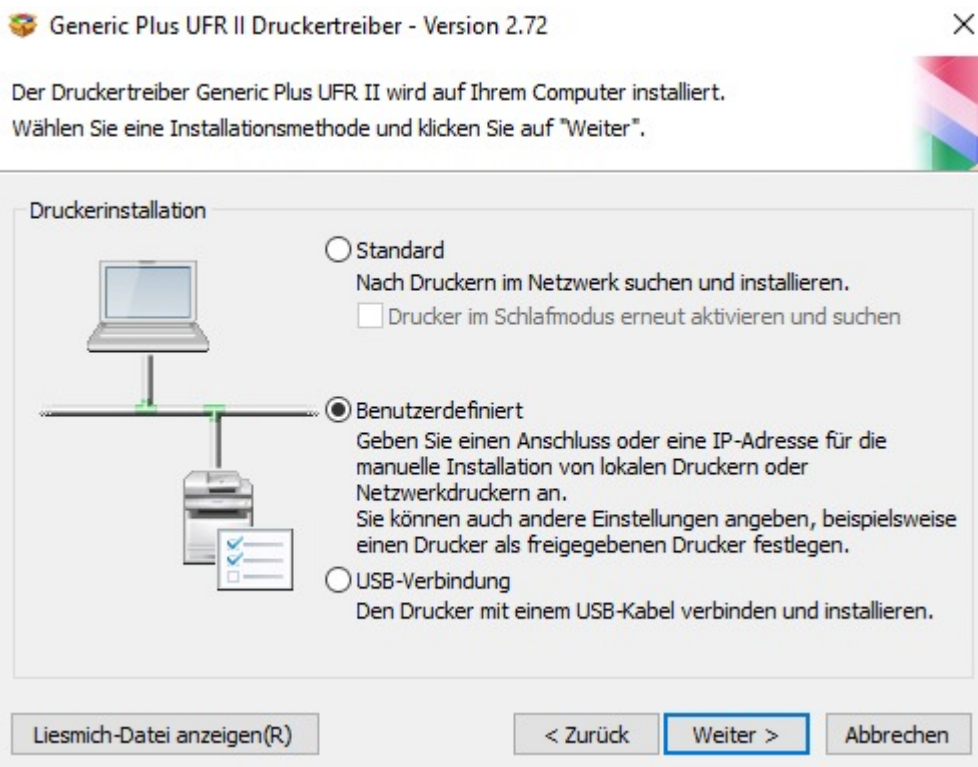 Generic Plus UFR II Druckertreiber - Version 2.72
Der Druckertreiber Generic Plus UFR II wird auf Ihrem Computer installiert.
Wählen Sie eine Installationsmethode und klicken Sie auf "Weiter".
Druckerinstallation
Standard
Nach Druckern im Netzwerk suchen und installieren.
Drucker im Schlafmodus erneut aktivieren und suchen
Benutzerdefiniert
Geben Sie einen Anschluss oder eine IP-Adresse für die
manuelle Installation von lokalen Druckern oder
Netzwerkdruckern an.
Sie können auch andere Einstellungen angeben, beispielsweise
einen Drucker als freigegebenen Drucker festlegen.
USB-Verbindung
Den Drucker mit einem USB-Kabel verbinden und installieren.
Liesmich-Datei anzeigen(R)
< Zurück
Weiter >
Abbrechen